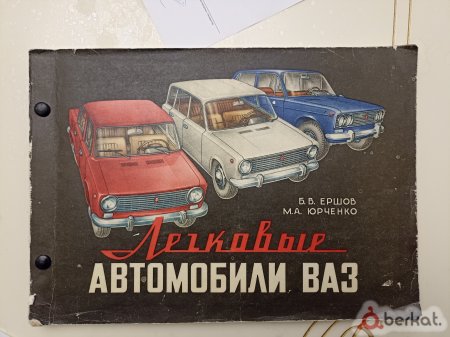 Б.В. ЕРШОВ
М.А. ЮРЧЕНКО
Легковые
АВТОМОБИЛИ ВАЗ
berkat.